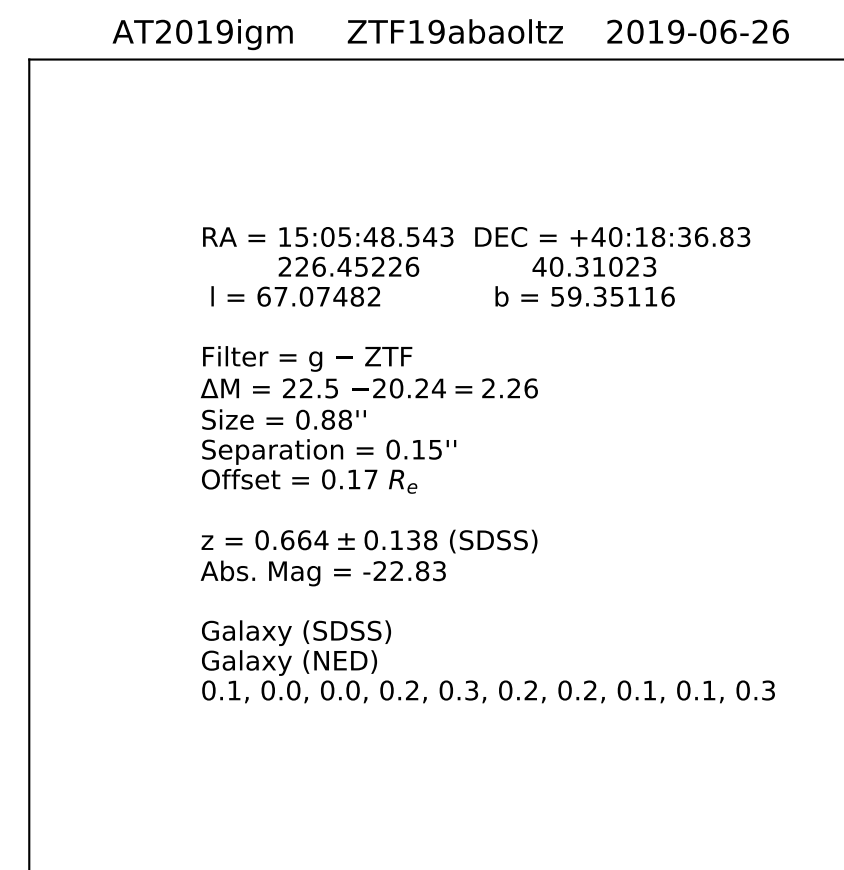 AT2019igm ZTF19abaoltz 2019-06-26
RA = 15:05:48.543 DEC = +40:18:36.83
226.45226 40.31023
l = 67.07482 b = 59.35116
Filter = g − ZTF
ΔM = 22.5 −20.24 = 2.26
Size = 0.88''
Separation = 0.15''
Offset = 0.17 Re
z = 0.664 ± 0.138 (SDSS)
Abs. Mag = -22.83
Galaxy (SDSS)
Galaxy (NED)
0.1, 0.0, 0.0, 0.2, 0.3, 0.2, 0.2, 0.1, 0.1, 0.3